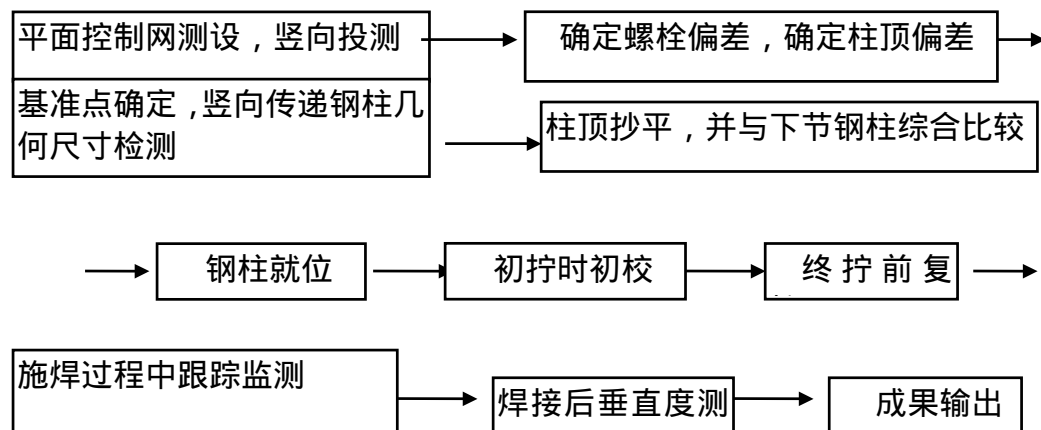 平面控制网测设，竖向投测
确定螺栓偏差，确定柱顶偏差
基准点确定，竖向传递钢柱几
何尺寸检测
柱顶抄平，并与下节钢柱综合比较
钢柱就位
初拧时初校
终拧前复
施焊过程中跟踪监测
焊接后垂直度测
成果输出